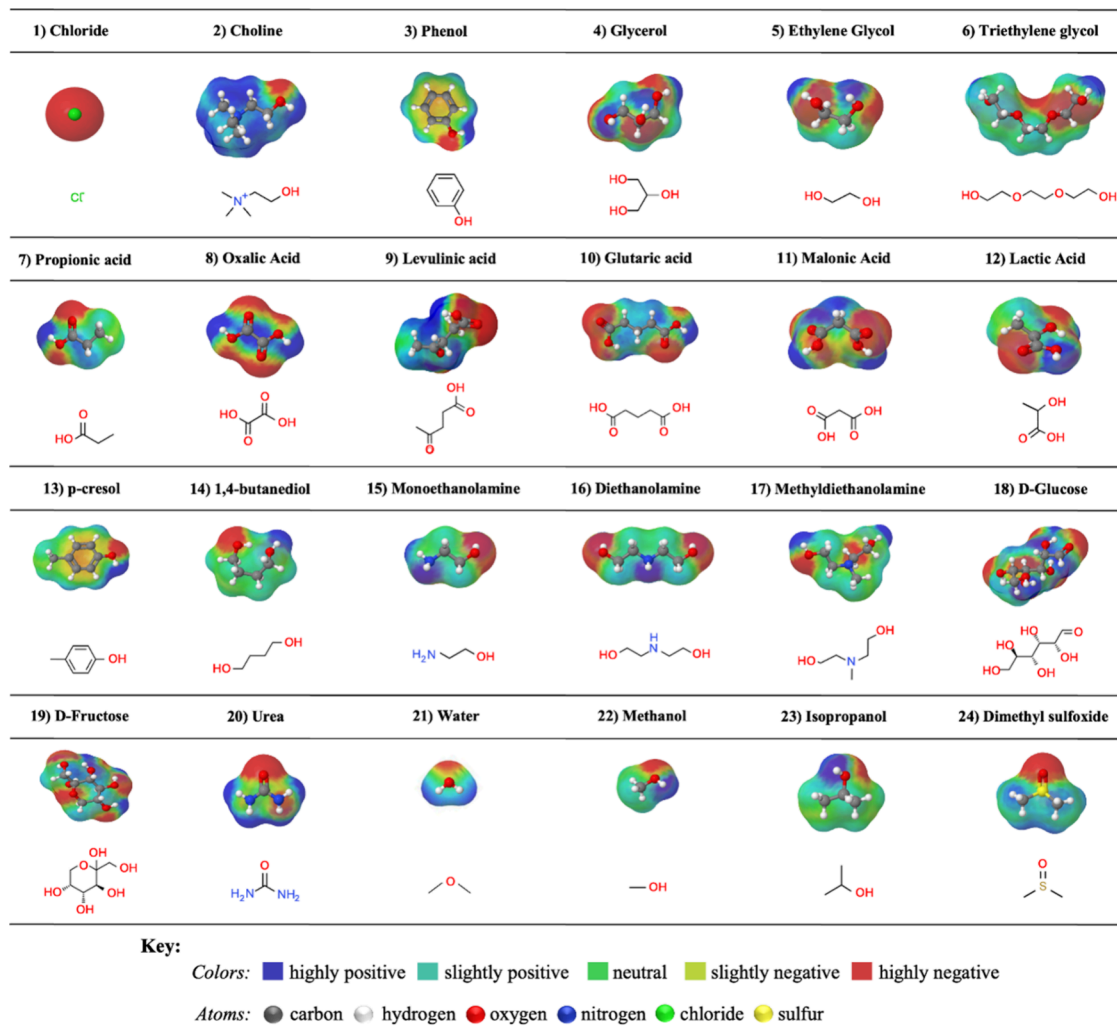 1) Chloride 2) Choline 3) Phenol 4) Glycerol 5) Ethylene Glycol 6) Triethylene glycol
Cl⁻
N⁺ OH
OH
HO OH HO
HO OH
HO O O OH
7) Propionic acid 8) Oxalic Acid 9) Levulinic acid 10) Glutaric acid 11) Malonic Acid 12) Lactic Acid
O HO
O HO OH O
OH O O
HO OH O O
O OH OH O
OH O OH
13) p-cresol 14) 1,4-butanediol 15) Monoethanolamine 16) Diethanolamine 17) Methyldiethanolamine 18) D-Glucose
OH
OH HO
H₂N OH
H HO N OH
OH HO N
HO O HO OH HO OH
19) D-Fructose 20) Urea 21) Water 22) Methanol 23) Isopropanol 24) Dimethyl sulfoxide
OH O OH HO OH OH
O H₂N NH₂
O
OH
OH
O S
Key:
Colors: highly positive slightly positive neutral slightly negative highly negative
Atoms: carbon hydrogen oxygen nitrogen chloride sulfur